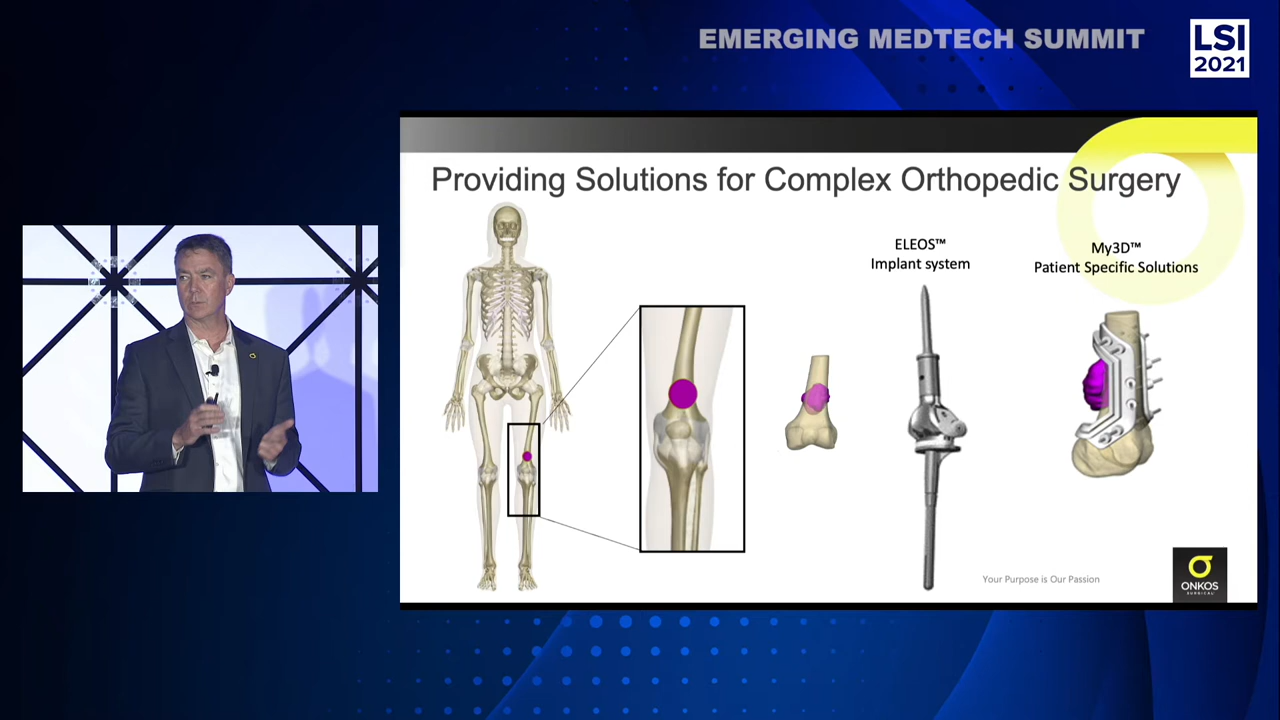 EMERGING MEDTECH SUMMIT
LSI
2021
Providing Solutions for Complex Orthopedic Surgery
ELEOS™
Implant system
My3D™
Patient Specific Solutions
Your Purpose is Our Passion
ONKOS
SURGICAL